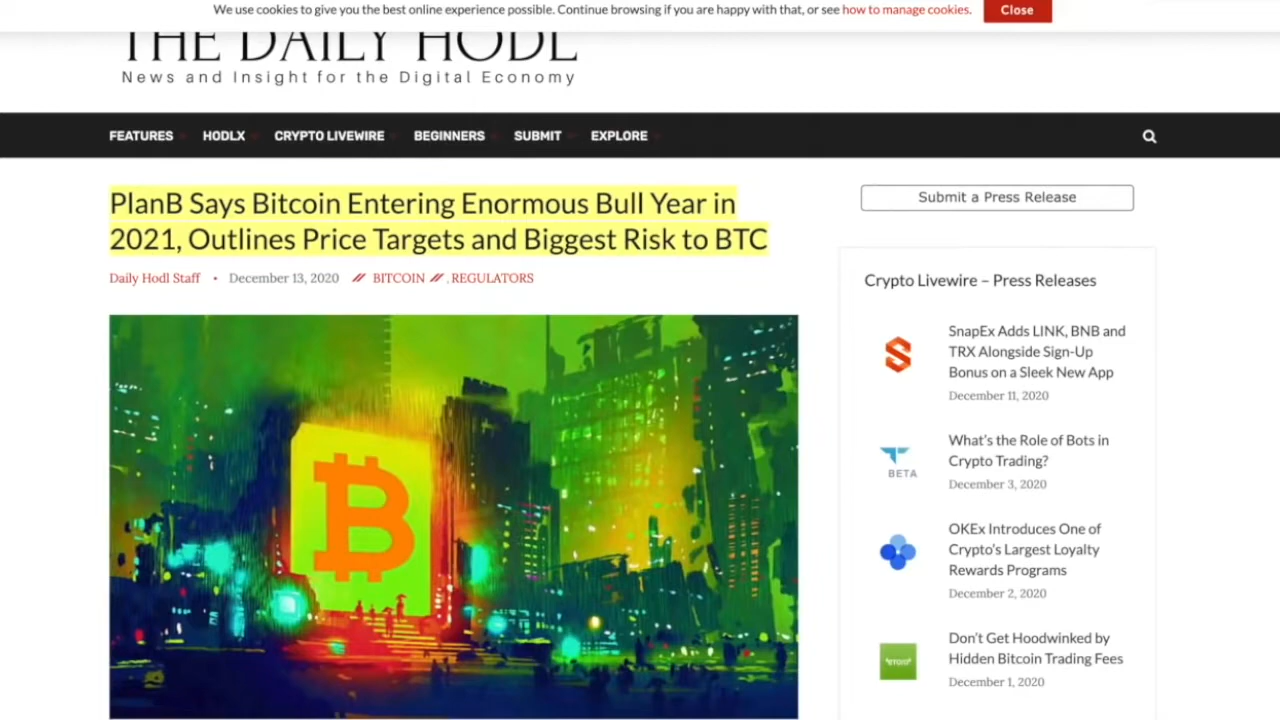 We use cookies to give you the best online experience possible. Continue browsing if you are happy with that, or see how to manage cookies. Close
THE DAILY HODL
News and Insight for the Digital Economy
FEATURES HODLX CRYPTO LIVEWIRE BEGINNERS SUBMIT EXPLORE
PlanB Says Bitcoin Entering Enormous Bull Year in
2021, Outlines Price Targets and Biggest Risk to BTC
Daily Hodl Staff • December 13, 2020 // BITCOIN //, REGULATORS
Submit a Press Release
Crypto Livewire – Press Releases
SnapEx Adds LINK, BNB and
TRX Alongside Sign-Up
Bonus on a Sleek New App
December 11, 2020
BETA
What's the Role of Bots in
Crypto Trading?
December 3, 2020
OKEx Introduces One of
Crypto's Largest Loyalty
Rewards Programs
December 2, 2020
eToro
Don't Get Hoodwinked by
Hidden Bitcoin Trading Fees
December 1, 2020